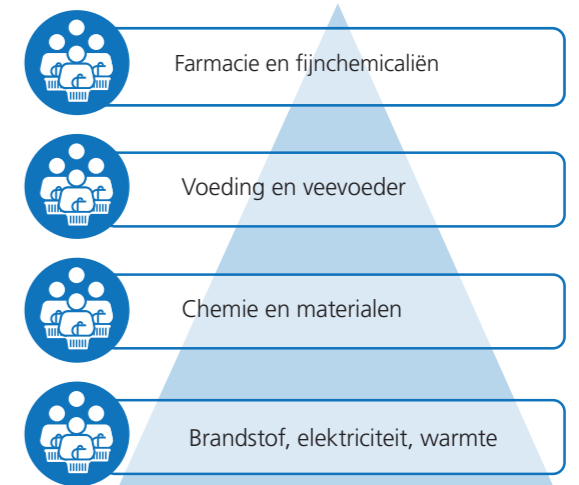 Farmacie en fijnchemicaliën
Voeding en veevoeder
Chemie en materialen
Brandstof, elektriciteit, warmte